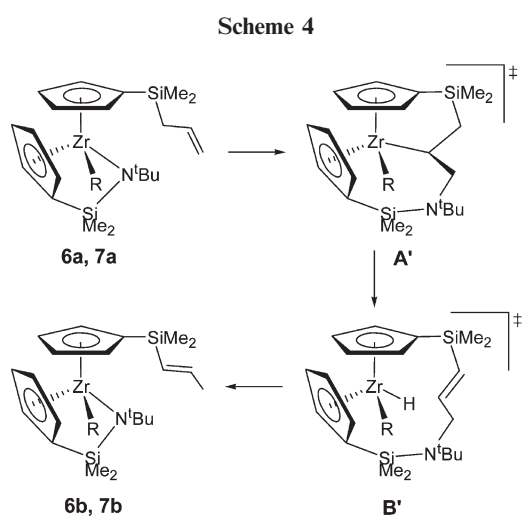 Scheme 4
SiMe₂
Zr
R
NᵗBu
Si
Me₂
6a, 7a
SiMe₂
‡
Zr
R
NᵗBu
Si
Me₂
A'
SiMe₂
Zr
R
NᵗBu
Si
Me₂
6b, 7b
SiMe₂
‡
Zr
H
R
NᵗBu
Si
Me₂
B'